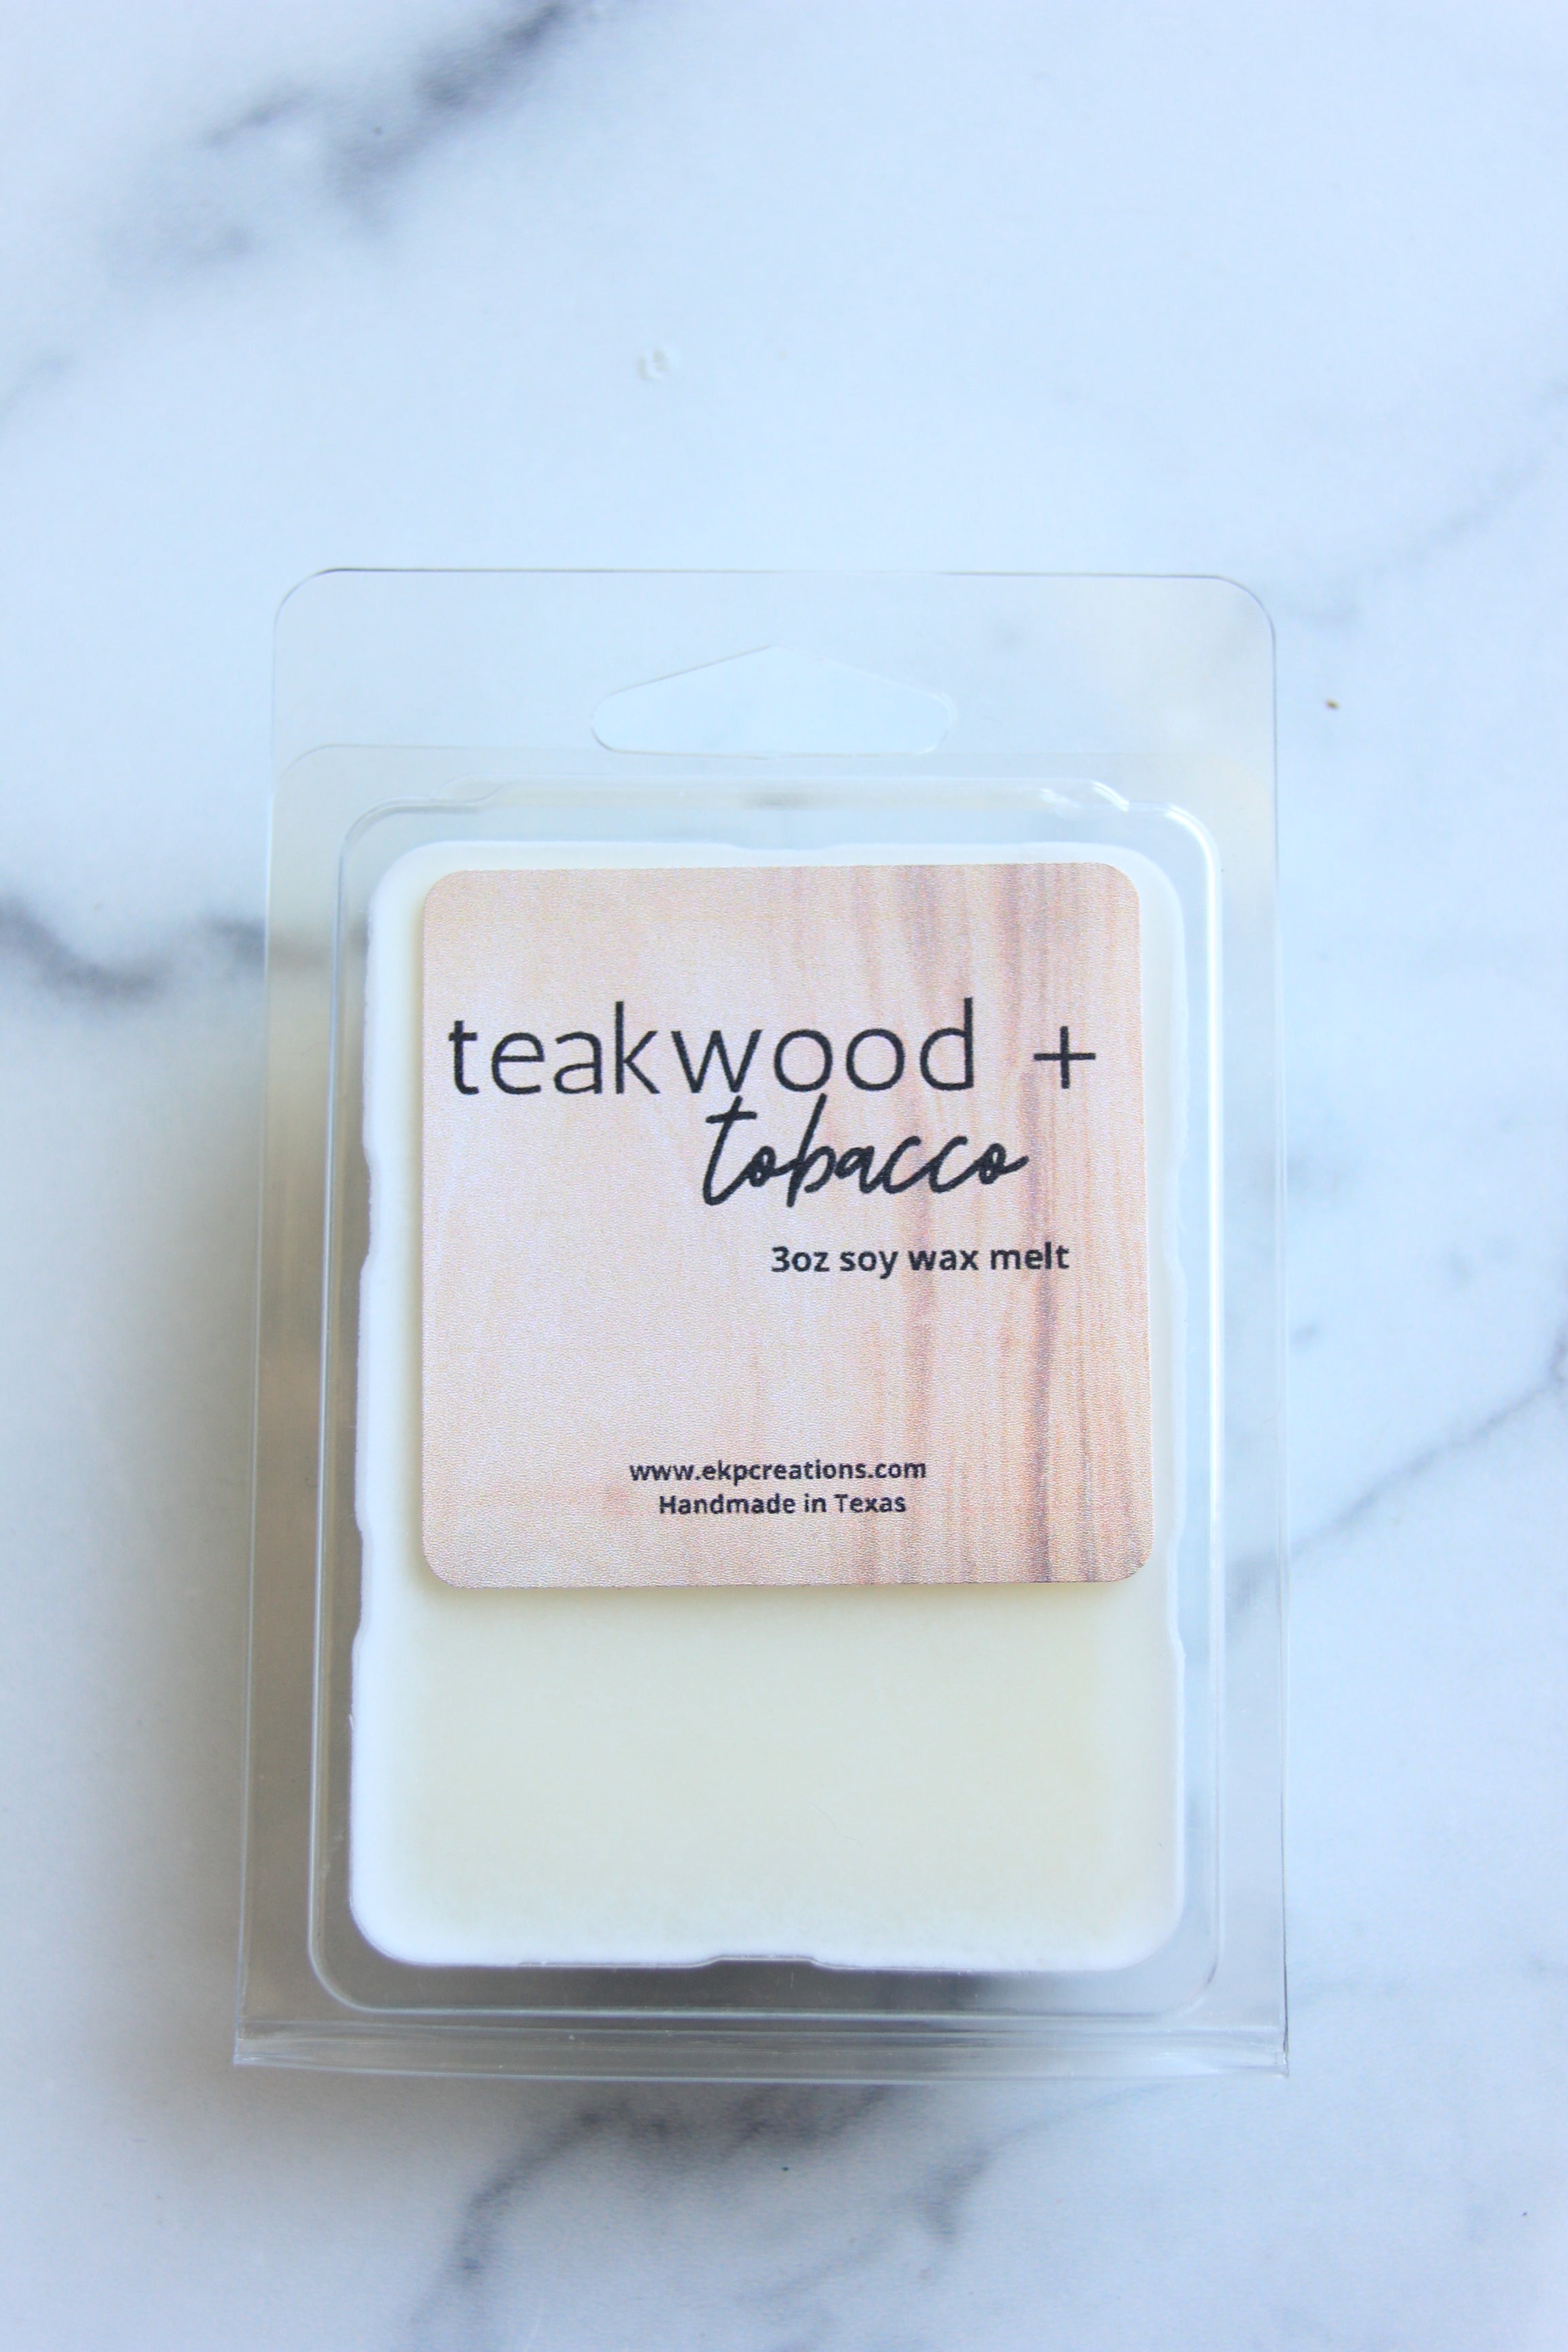 teakwood +
tobacco
3oz soy wax melt
www.ekpcreations.com
Handmade in Texas